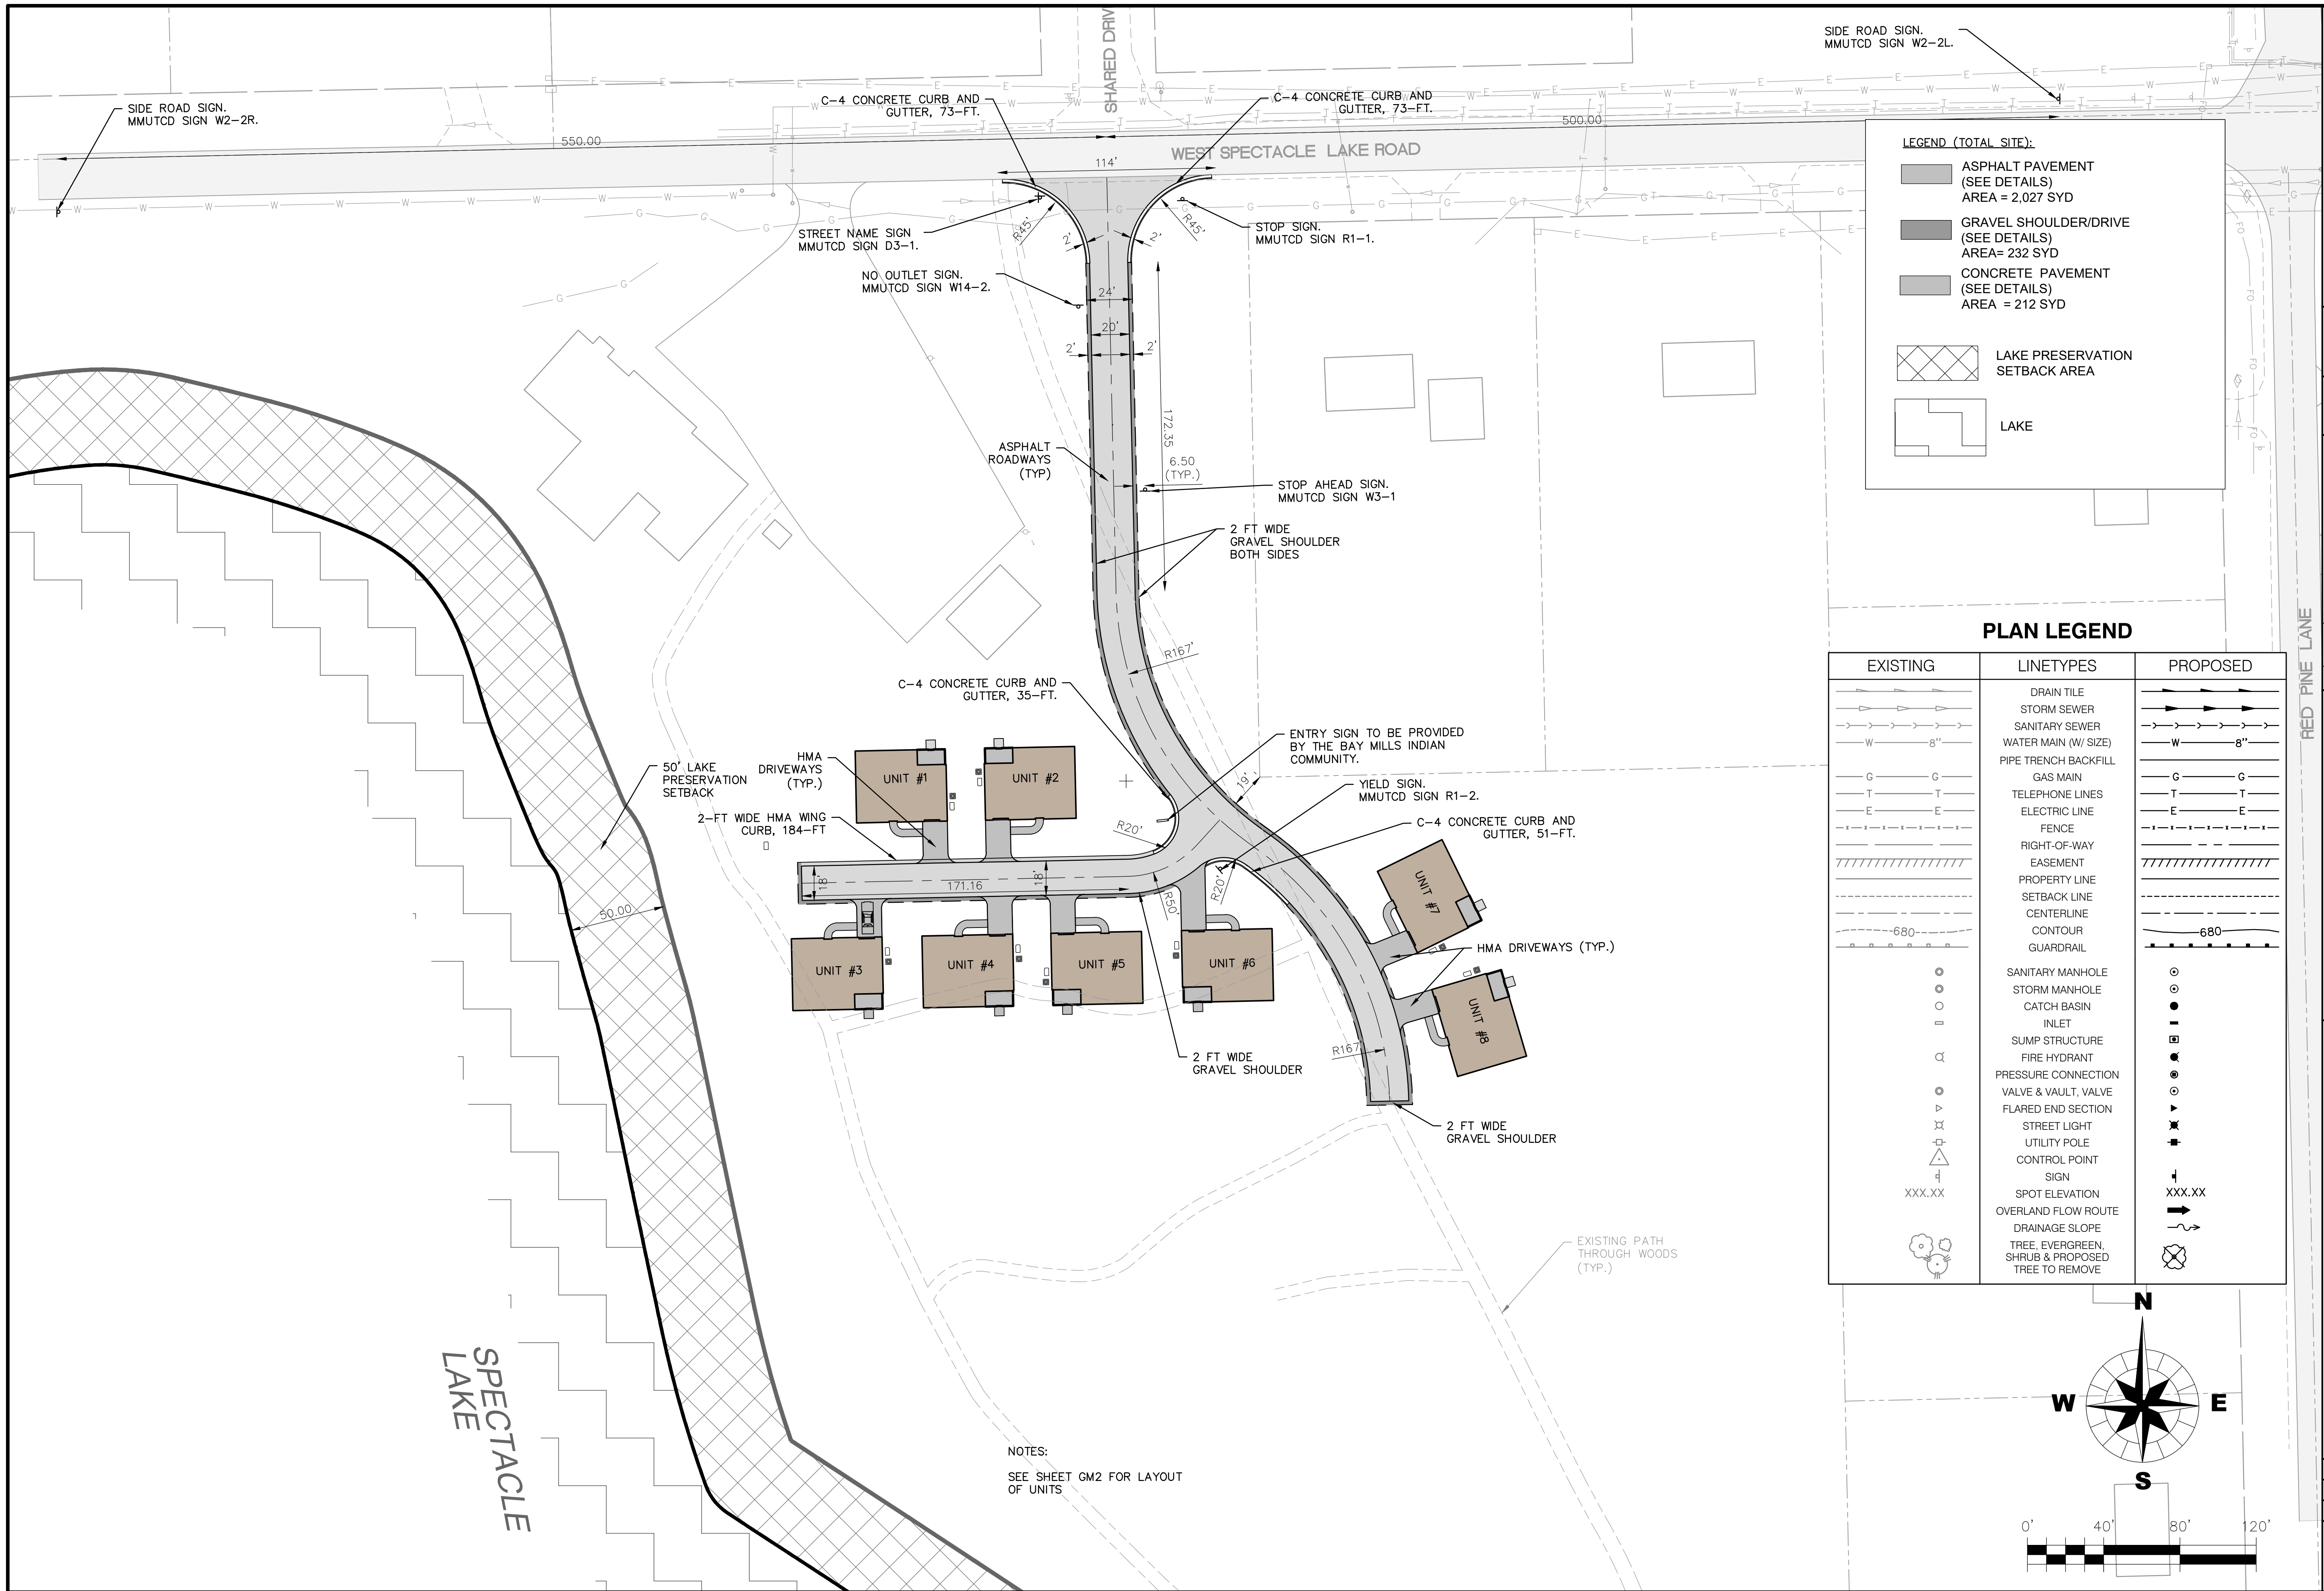 SIDE ROAD SIGN.
MMUTCD SIGN W2-2R.
C-4 CONCRETE CURB AND
GUTTER, 73-FT.
SHARED DRIV
C-4 CONCRETE CURB AND
GUTTER, 73-FT.
SIDE ROAD SIGN.
MMUTCD SIGN W2-2L.
550.00
500.00
WEST SPECTACLE LAKE ROAD
114'
STREET NAME SIGN
MMUTCD SIGN D3-1.
R45'
2'
2'
R45'
STOP SIGN.
MMUTCD SIGN R1-1.
NO OUTLET SIGN.
MMUTCD SIGN W14-2.
24'
20'
2'
2'
172.35
ASPHALT
ROADWAYS
(TYP)
6.50
(TYP.)
STOP AHEAD SIGN.
MMUTCD SIGN W3-1
2 FT WIDE
GRAVEL SHOULDER
BOTH SIDES
R167'
C-4 CONCRETE CURB AND
GUTTER, 35-FT.
ENTRY SIGN TO BE PROVIDED
BY THE BAY MILLS INDIAN
COMMUNITY.
19'
YIELD SIGN.
MMUTCD SIGN R1-2.
C-4 CONCRETE CURB AND
GUTTER, 51-FT.
50' LAKE
PRESERVATION
SETBACK
HMA
DRIVEWAYS
(TYP.)
2-FT WIDE HMA WING
CURB, 184-FT
UNIT #1
UNIT #2
R20'
18'
171.16
18'
R50'
R20'
50.00
UNIT #3
UNIT #4
UNIT #5
UNIT #6
UNIT #7
HMA DRIVEWAYS (TYP.)
UNIT #8
R167'
2 FT WIDE
GRAVEL SHOULDER
2 FT WIDE
GRAVEL SHOULDER
EXISTING PATH
THROUGH WOODS
(TYP.)
SPECTACLE
LAKE
NOTES:
SEE SHEET GM2 FOR LAYOUT
OF UNITS
LEGEND (TOTAL SITE):
ASPHALT PAVEMENT
(SEE DETAILS)
AREA = 2,027 SYD
GRAVEL SHOULDER/DRIVE
(SEE DETAILS)
AREA= 232 SYD
CONCRETE PAVEMENT
(SEE DETAILS)
AREA = 212 SYD
LAKE PRESERVATION
SETBACK AREA
LAKE
RED PINE LANE
PLAN LEGEND
EXISTING LINETYPES PROPOSED
DRAIN TILE
STORM SEWER
SANITARY SEWER
W 8" WATER MAIN (W/ SIZE) W 8"
PIPE TRENCH BACKFILL
G G GAS MAIN G G
T T TELEPHONE LINES T T
E E ELECTRIC LINE E E
FENCE
RIGHT-OF-WAY
EASEMENT
PROPERTY LINE
SETBACK LINE
CENTERLINE
680 CONTOUR 680
GUARDRAIL
SANITARY MANHOLE
STORM MANHOLE
CATCH BASIN
INLET
SUMP STRUCTURE
FIRE HYDRANT
PRESSURE CONNECTION
VALVE & VAULT, VALVE
FLARED END SECTION
STREET LIGHT
UTILITY POLE
CONTROL POINT
SIGN
XXX.XX SPOT ELEVATION XXX.XX
OVERLAND FLOW ROUTE
DRAINAGE SLOPE
TREE, EVERGREEN,
SHRUB & PROPOSED
TREE TO REMOVE
N
W E
S
0' 40' 80' 120'